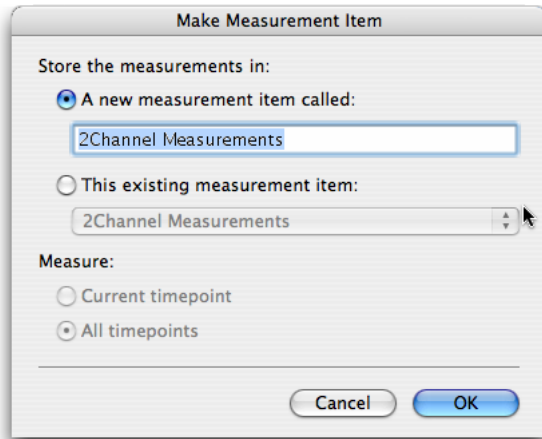 Make Measurement Item
Store the measurements in:
A new measurement item called:
2Channel Measurements
This existing measurement item:
2Channel Measurements
Measure:
Current timepoint
All timepoints
Cancel OK